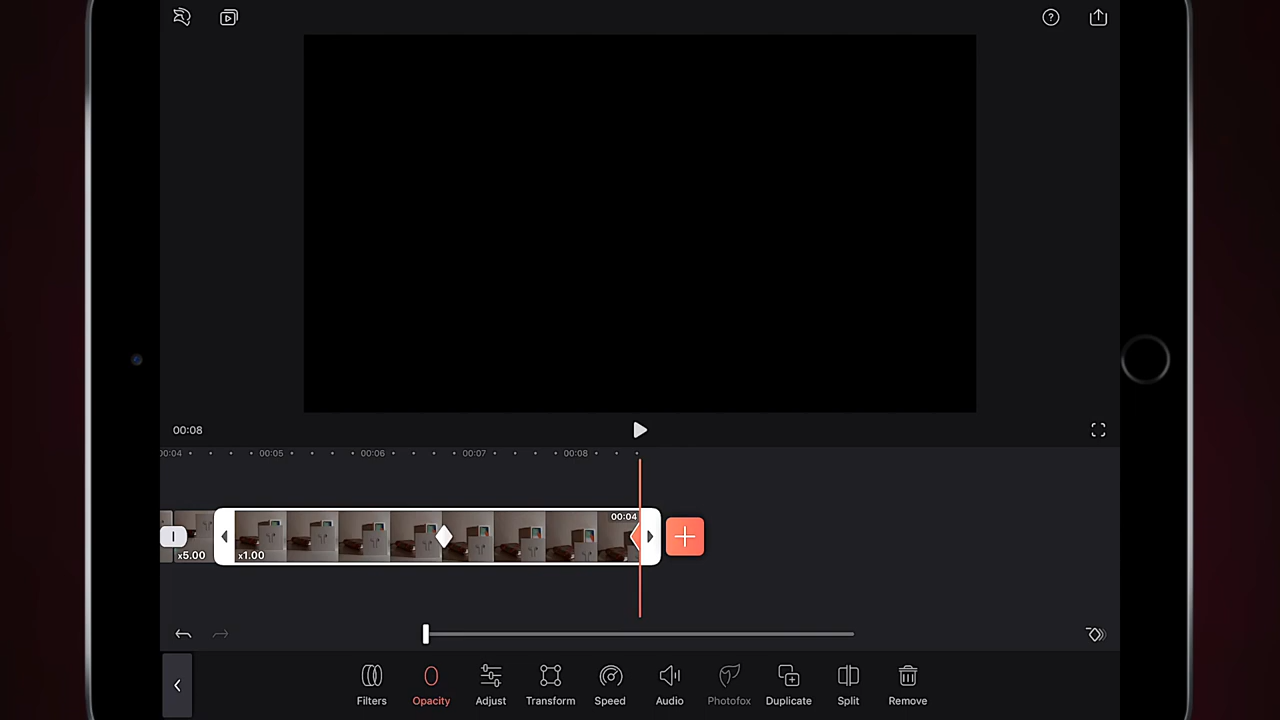 ?
00:08
00:04
00:05
00:06
00:07
00:08
00:04
x5.00
x1.00
Filters
Opacity
Adjust
Transform
Speed
Audio
Photofox
Duplicate
Split
Remove